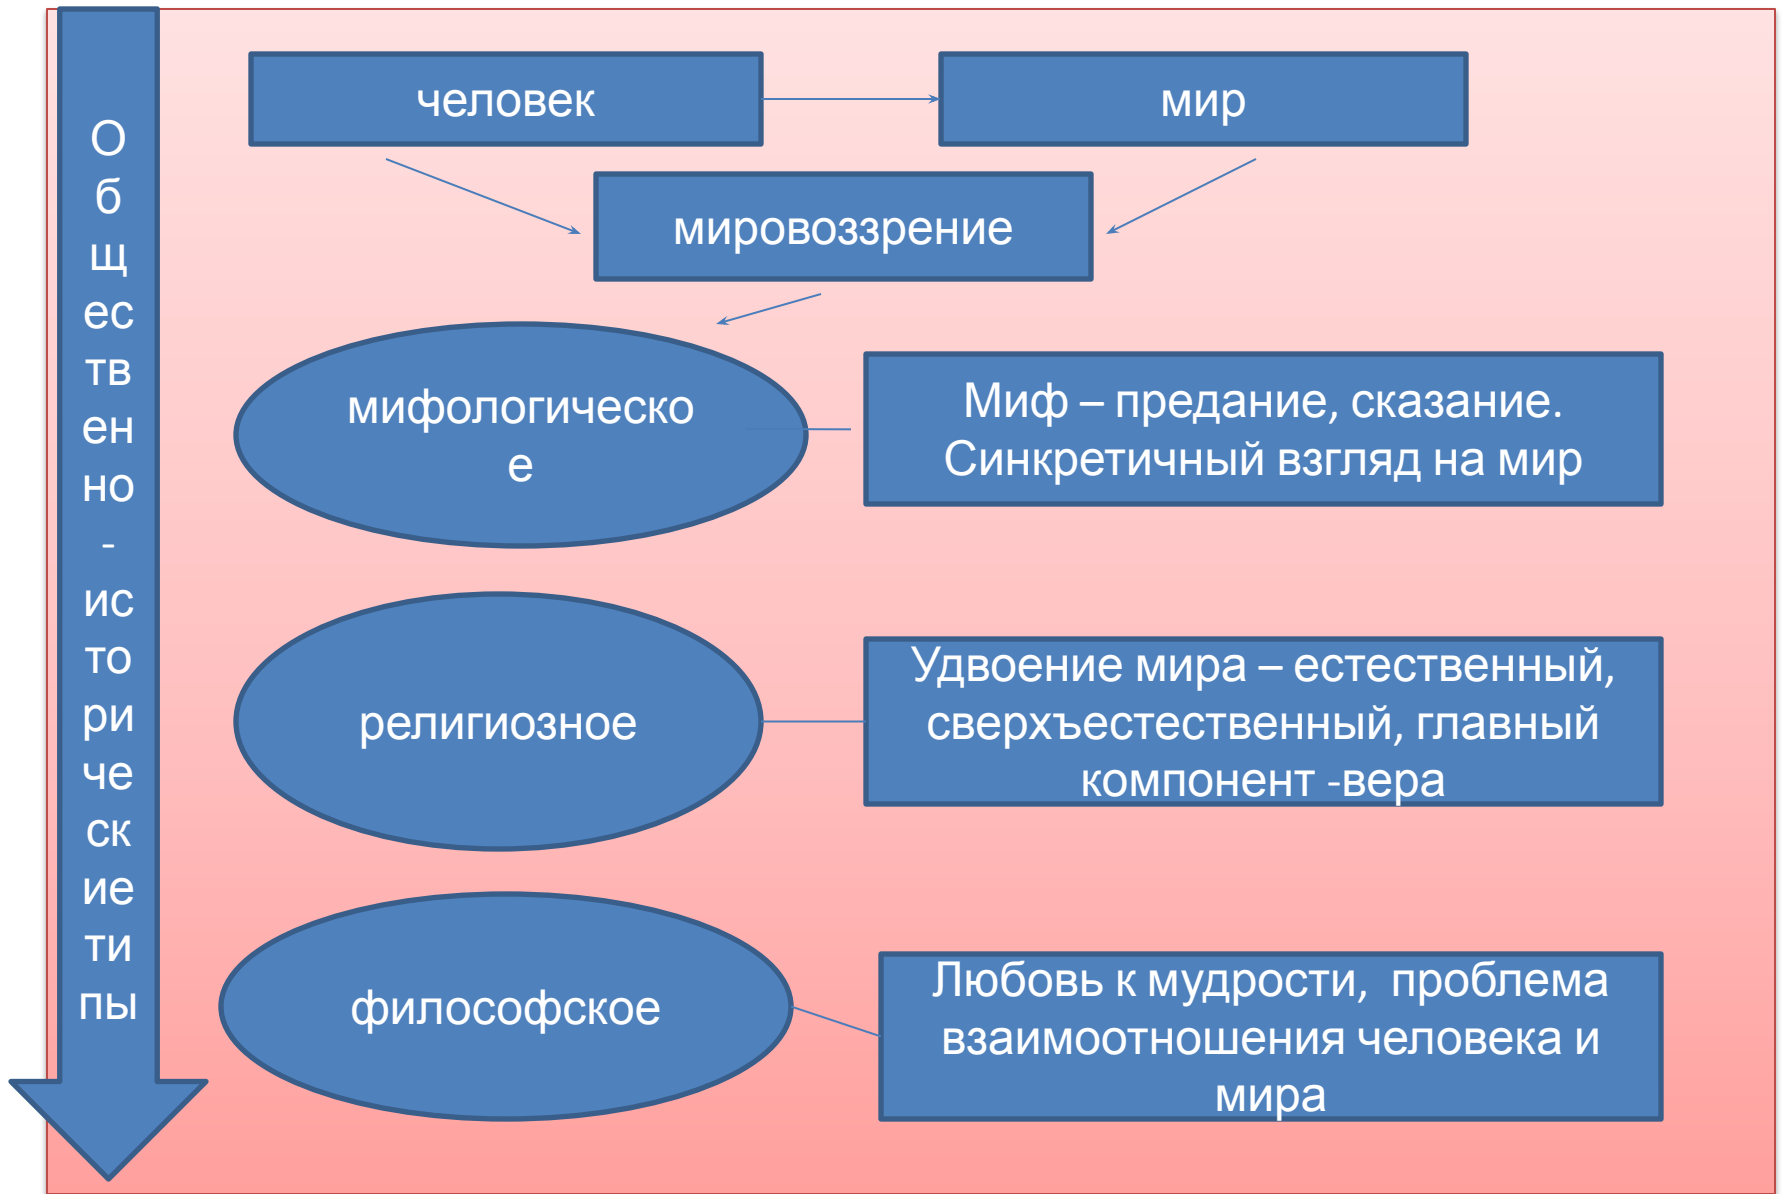 О
б
щ
ес
тв
ен
но
-
ис
то
ри
че
ск
ие
ти
пы
человек
мир
мировоззрение
мифологическо
е
Миф – предание, сказание.
Синкретичный взгляд на мир
религиозное
Удвоение мира – естественный,
сверхъестественный, главный
компонент -вера
философское
Любовь к мудрости,  проблема
взаимоотношения человека и
мира